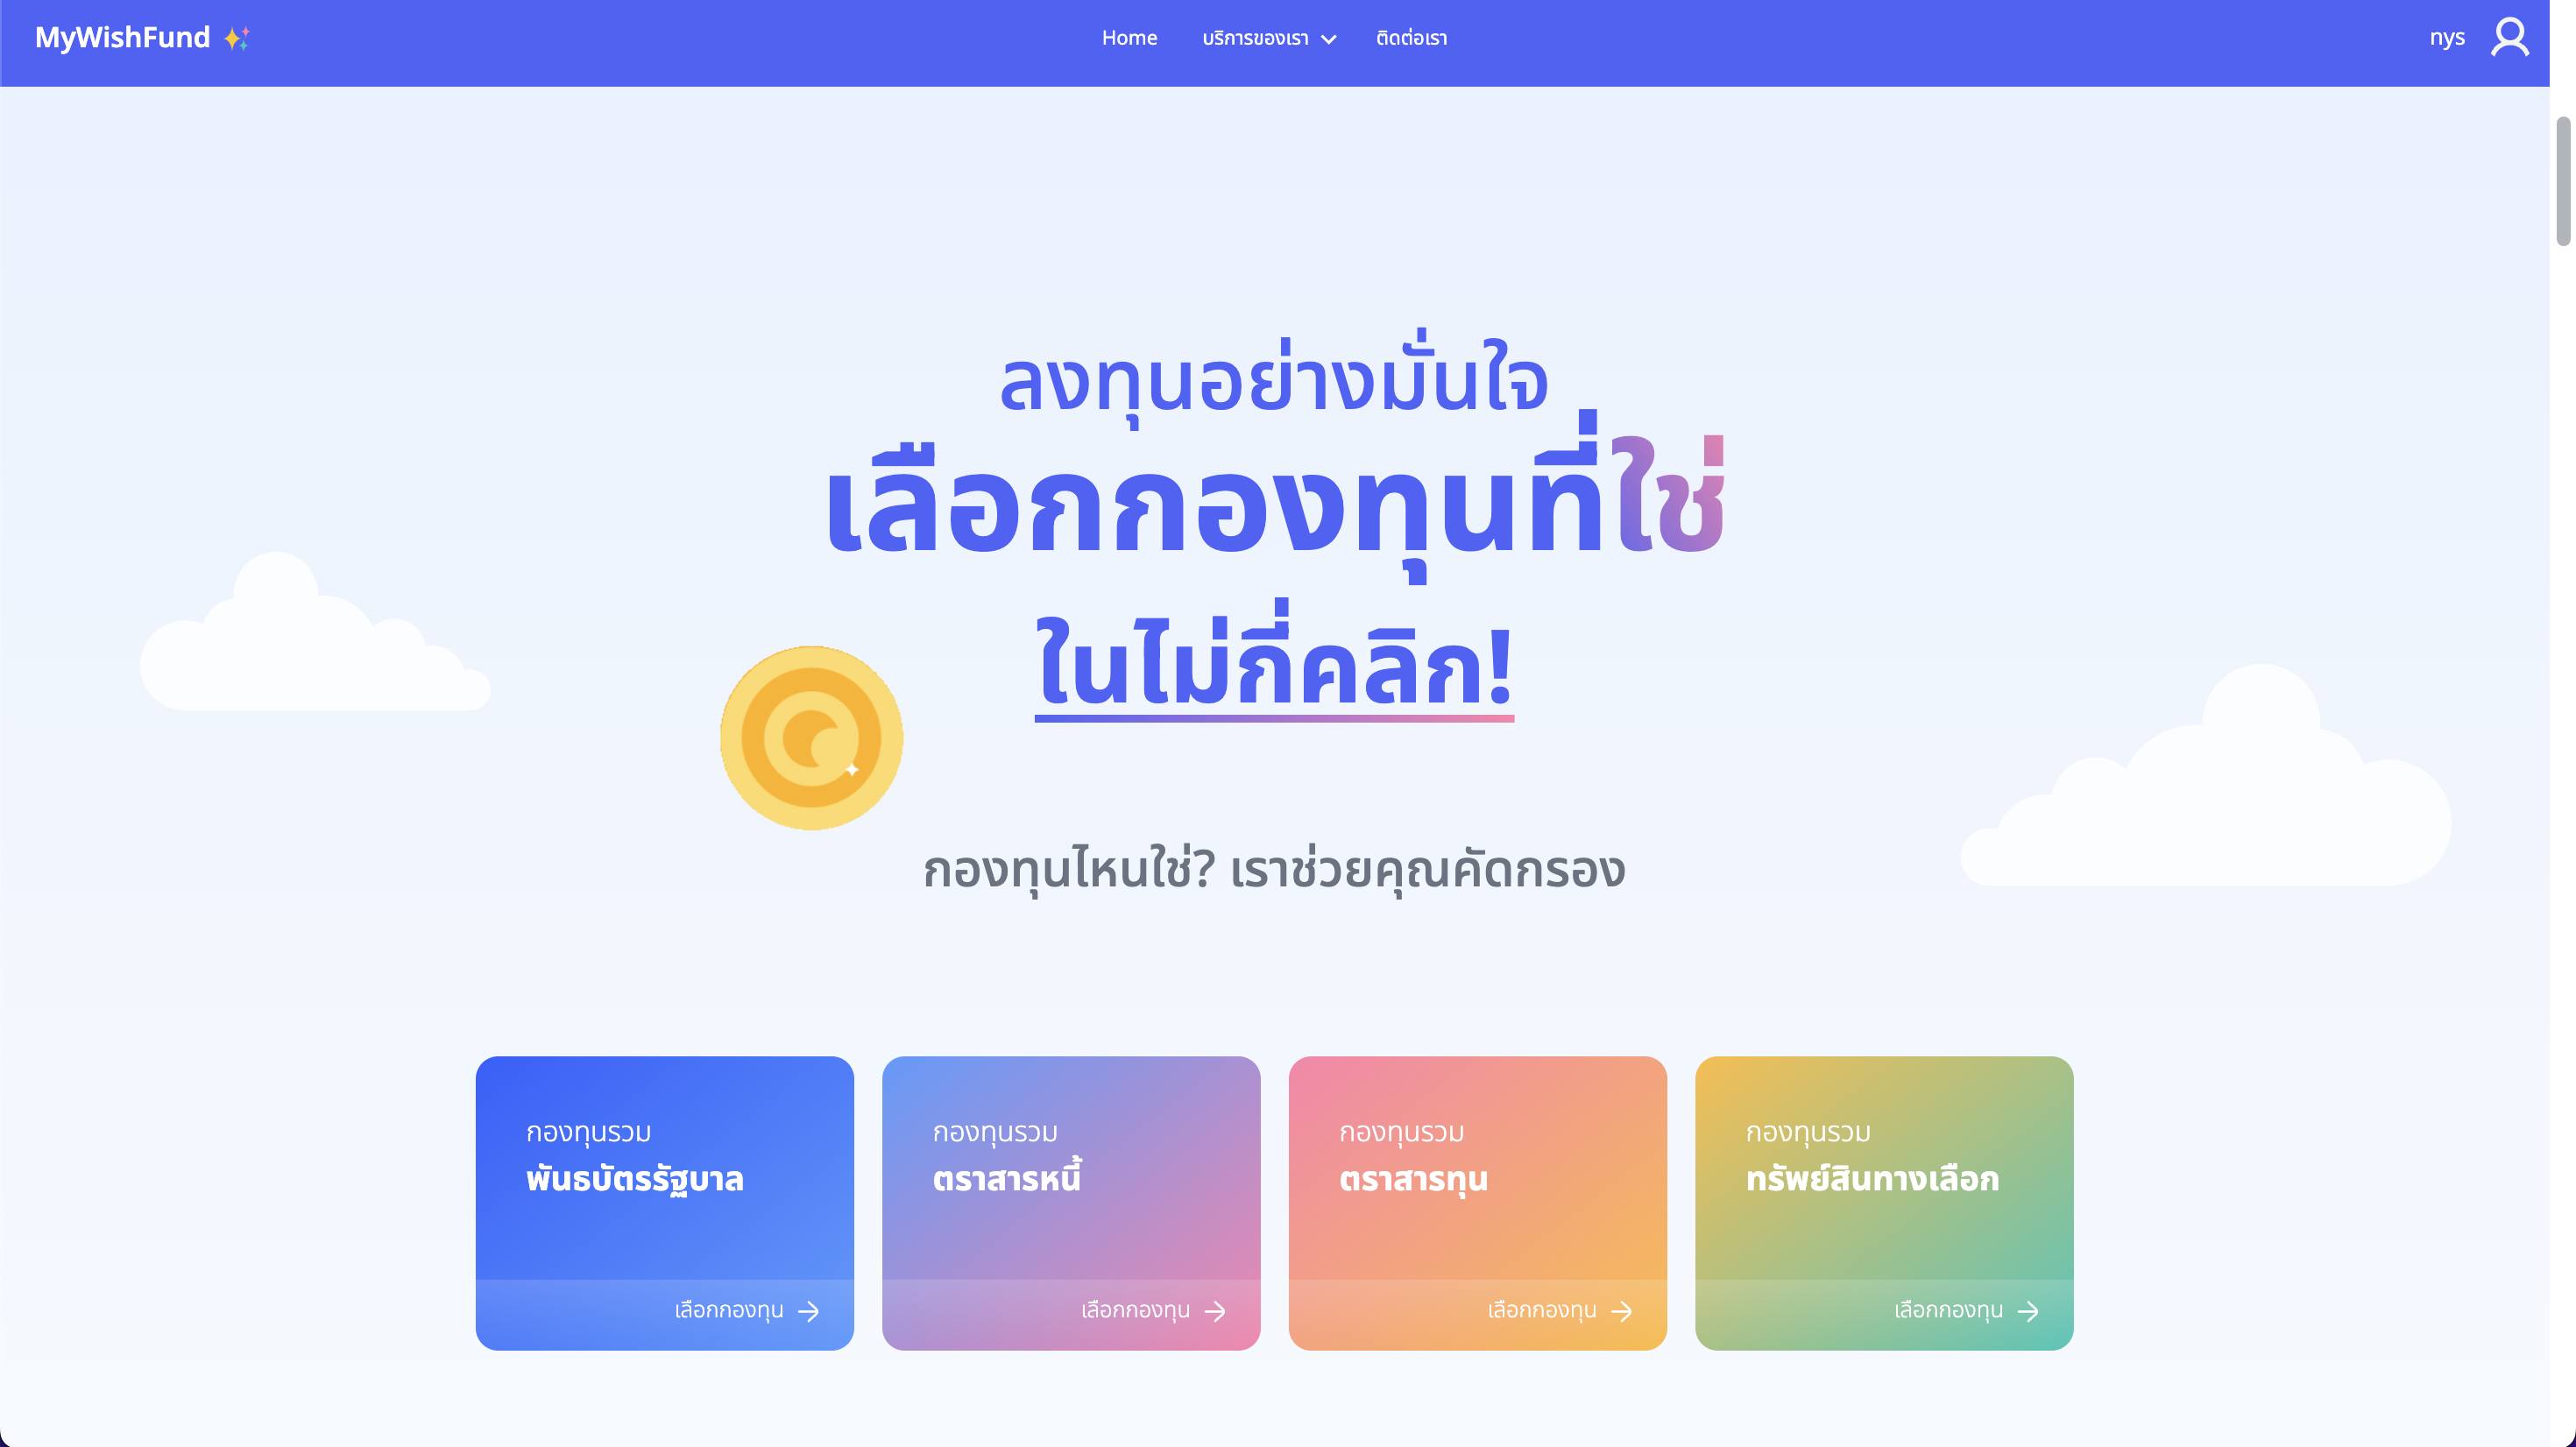 MyWishFund
Home บริการของเรา ติดต่อเรา
nys
ลงทุนอย่างมั่นใจ
เลือกกองทุนที่ใช่
ในไม่กี่คลิก!
กองทุนไหนใช่? เราช่วยคุณคัดกรอง
กองทุนรวม
พันธบัตรรัฐบาล
เลือกกองทุน
กองทุนรวม
ตราสารหนี้
เลือกกองทุน
กองทุนรวม
ตราสารทุน
เลือกกองทุน
กองทุนรวม
ทรัพย์สินทางเลือก
เลือกกองทุน